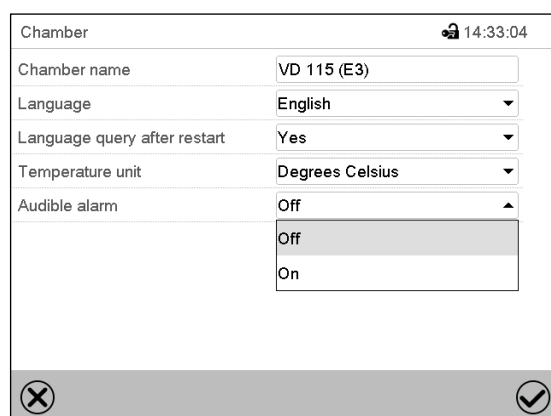 Chamber 14:33:04
Chamber name VD 115 (E3)
Language English
Language query after restart Yes
Temperature unit Degrees Celsius
Audible alarm Off
Off
On